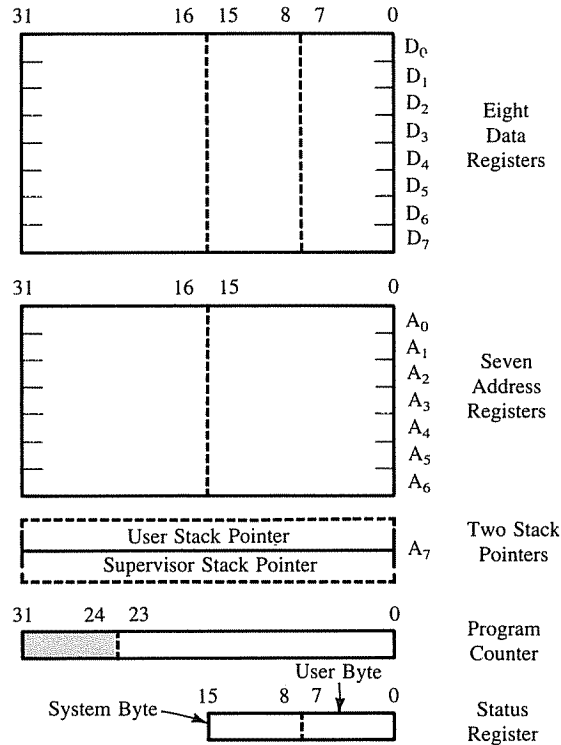 31 16 15 8 7 0
D0
D1
D2
D3
D4
D5
D6
D7
Eight
Data
Registers
31 16 15 0
A0
A1
A2
A3
A4
A5
A6
Seven
Address
Registers
User Stack Pointer
Supervisor Stack Pointer
A7
Two Stack
Pointers
31 24 23 0
Program
Counter
User Byte
15 8 7 0
System Byte
Status
Register